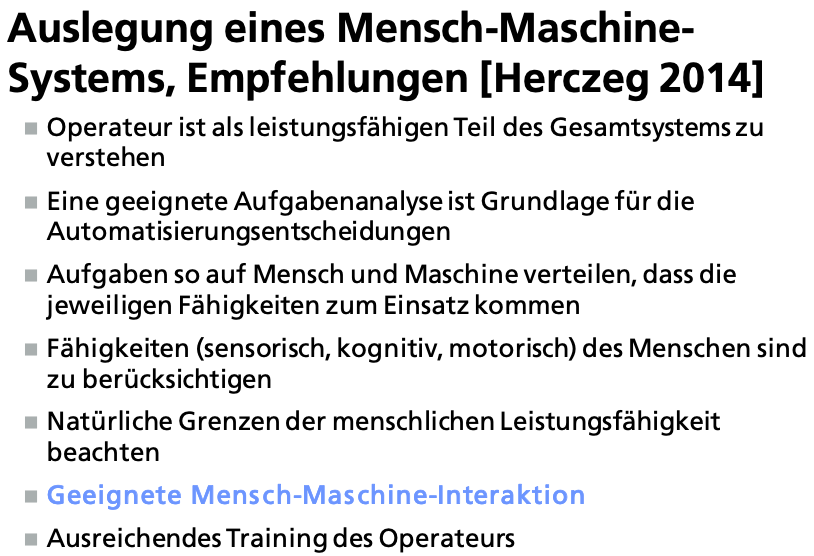 Auslegung eines Mensch-Maschine-
Systems, Empfehlungen [Herczeg 2014]
Operateur ist als leistungsfähigen Teil des Gesamtsystems zu
verstehen
Eine geeignete Aufgabenanalyse ist Grundlage für die
Automatisierungsentscheidungen
Aufgaben so auf Mensch und Maschine verteilen, dass die
jeweiligen Fähigkeiten zum Einsatz kommen
Fähigkeiten (sensorisch, kognitiv, motorisch) des Menschen sind
zu berücksichtigen
Natürliche Grenzen der menschlichen Leistungsfähigkeit
beachten
Geeignete Mensch-Maschine-Interaktion
Ausreichendes Training des Operateurs